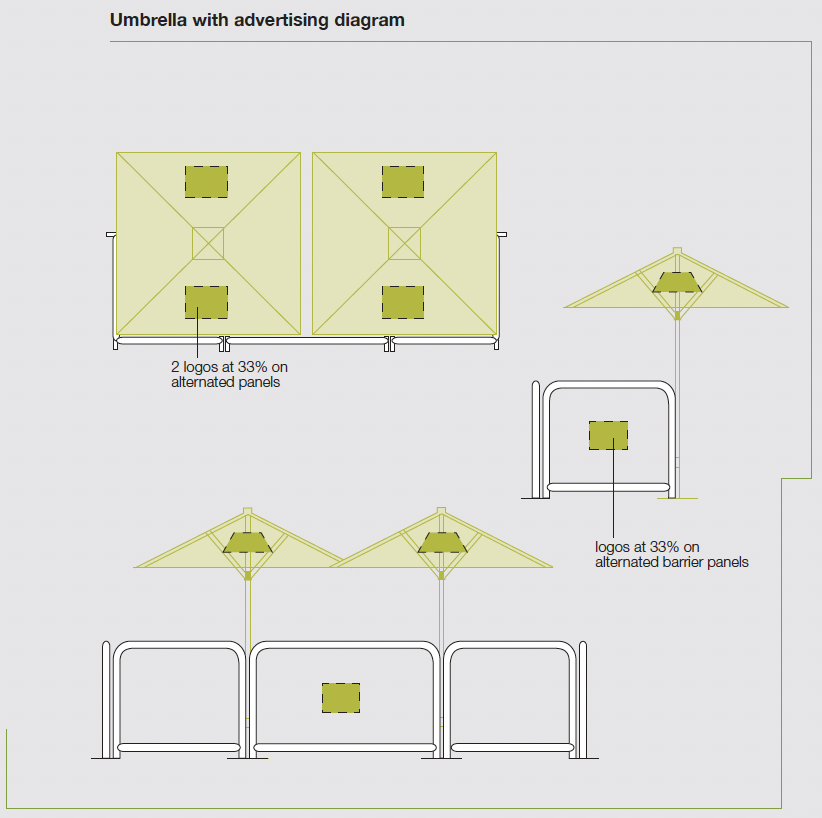 Umbrella with advertising diagram
2 logos at 33% on
alternated panels
logos at 33% on
alternated barrier panels